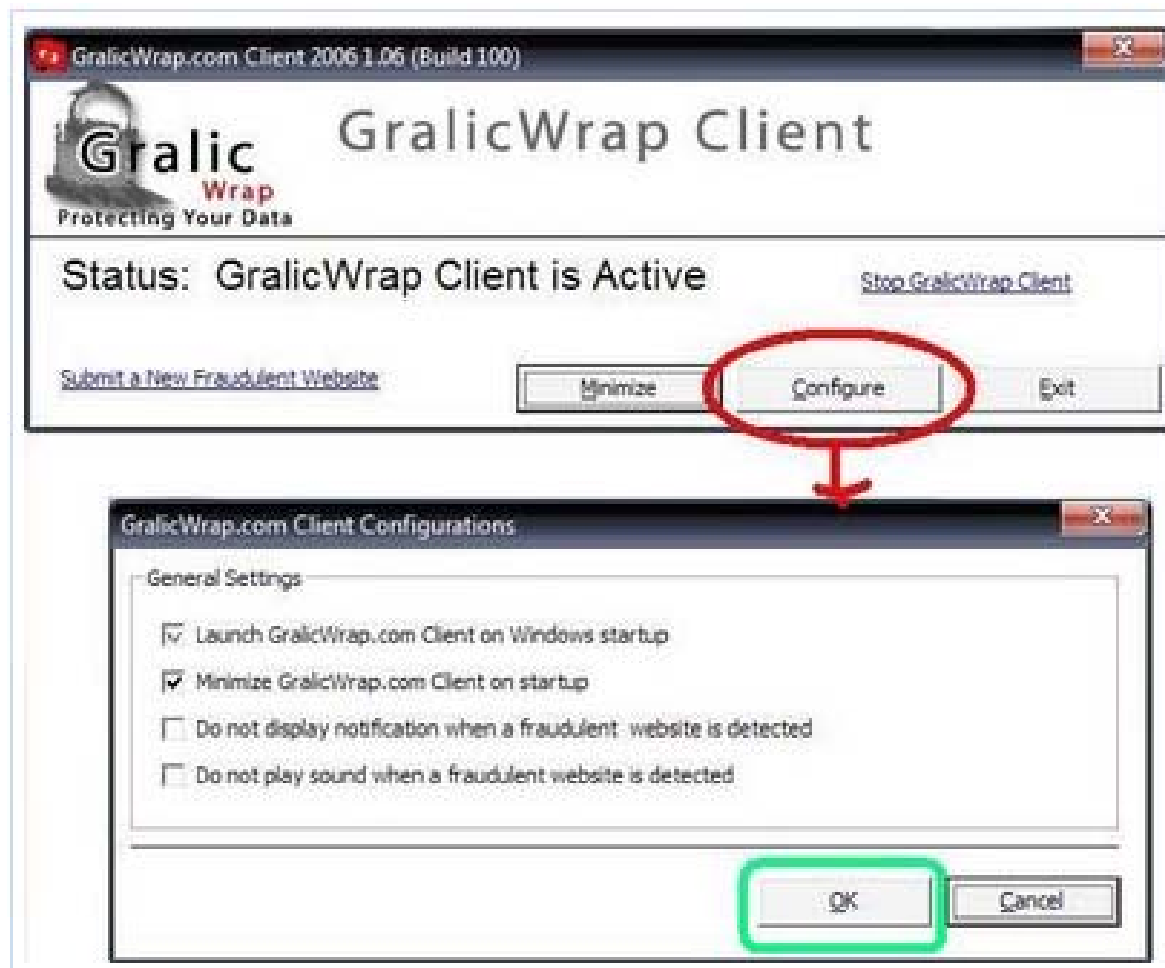 GralicWrap.com Client 2006 1.06 (Build 100)
Gralic
Wrap
Protecting Your Data
GralicWrap Client
Status: GralicWrap Client is Active
Stop GralicWrap Client
Submit a New Fraudulent Website
Minimize
Configure
Exit
GralicWrap.com Client Configurations
General Settings
Launch GralicWrap.com Client on Windows startup
Minimize GralicWrap.com Client on startup
Do not display notification when a fraudulent website is detected
Do not play sound when a fraudulent website is detected
OK
Cancel